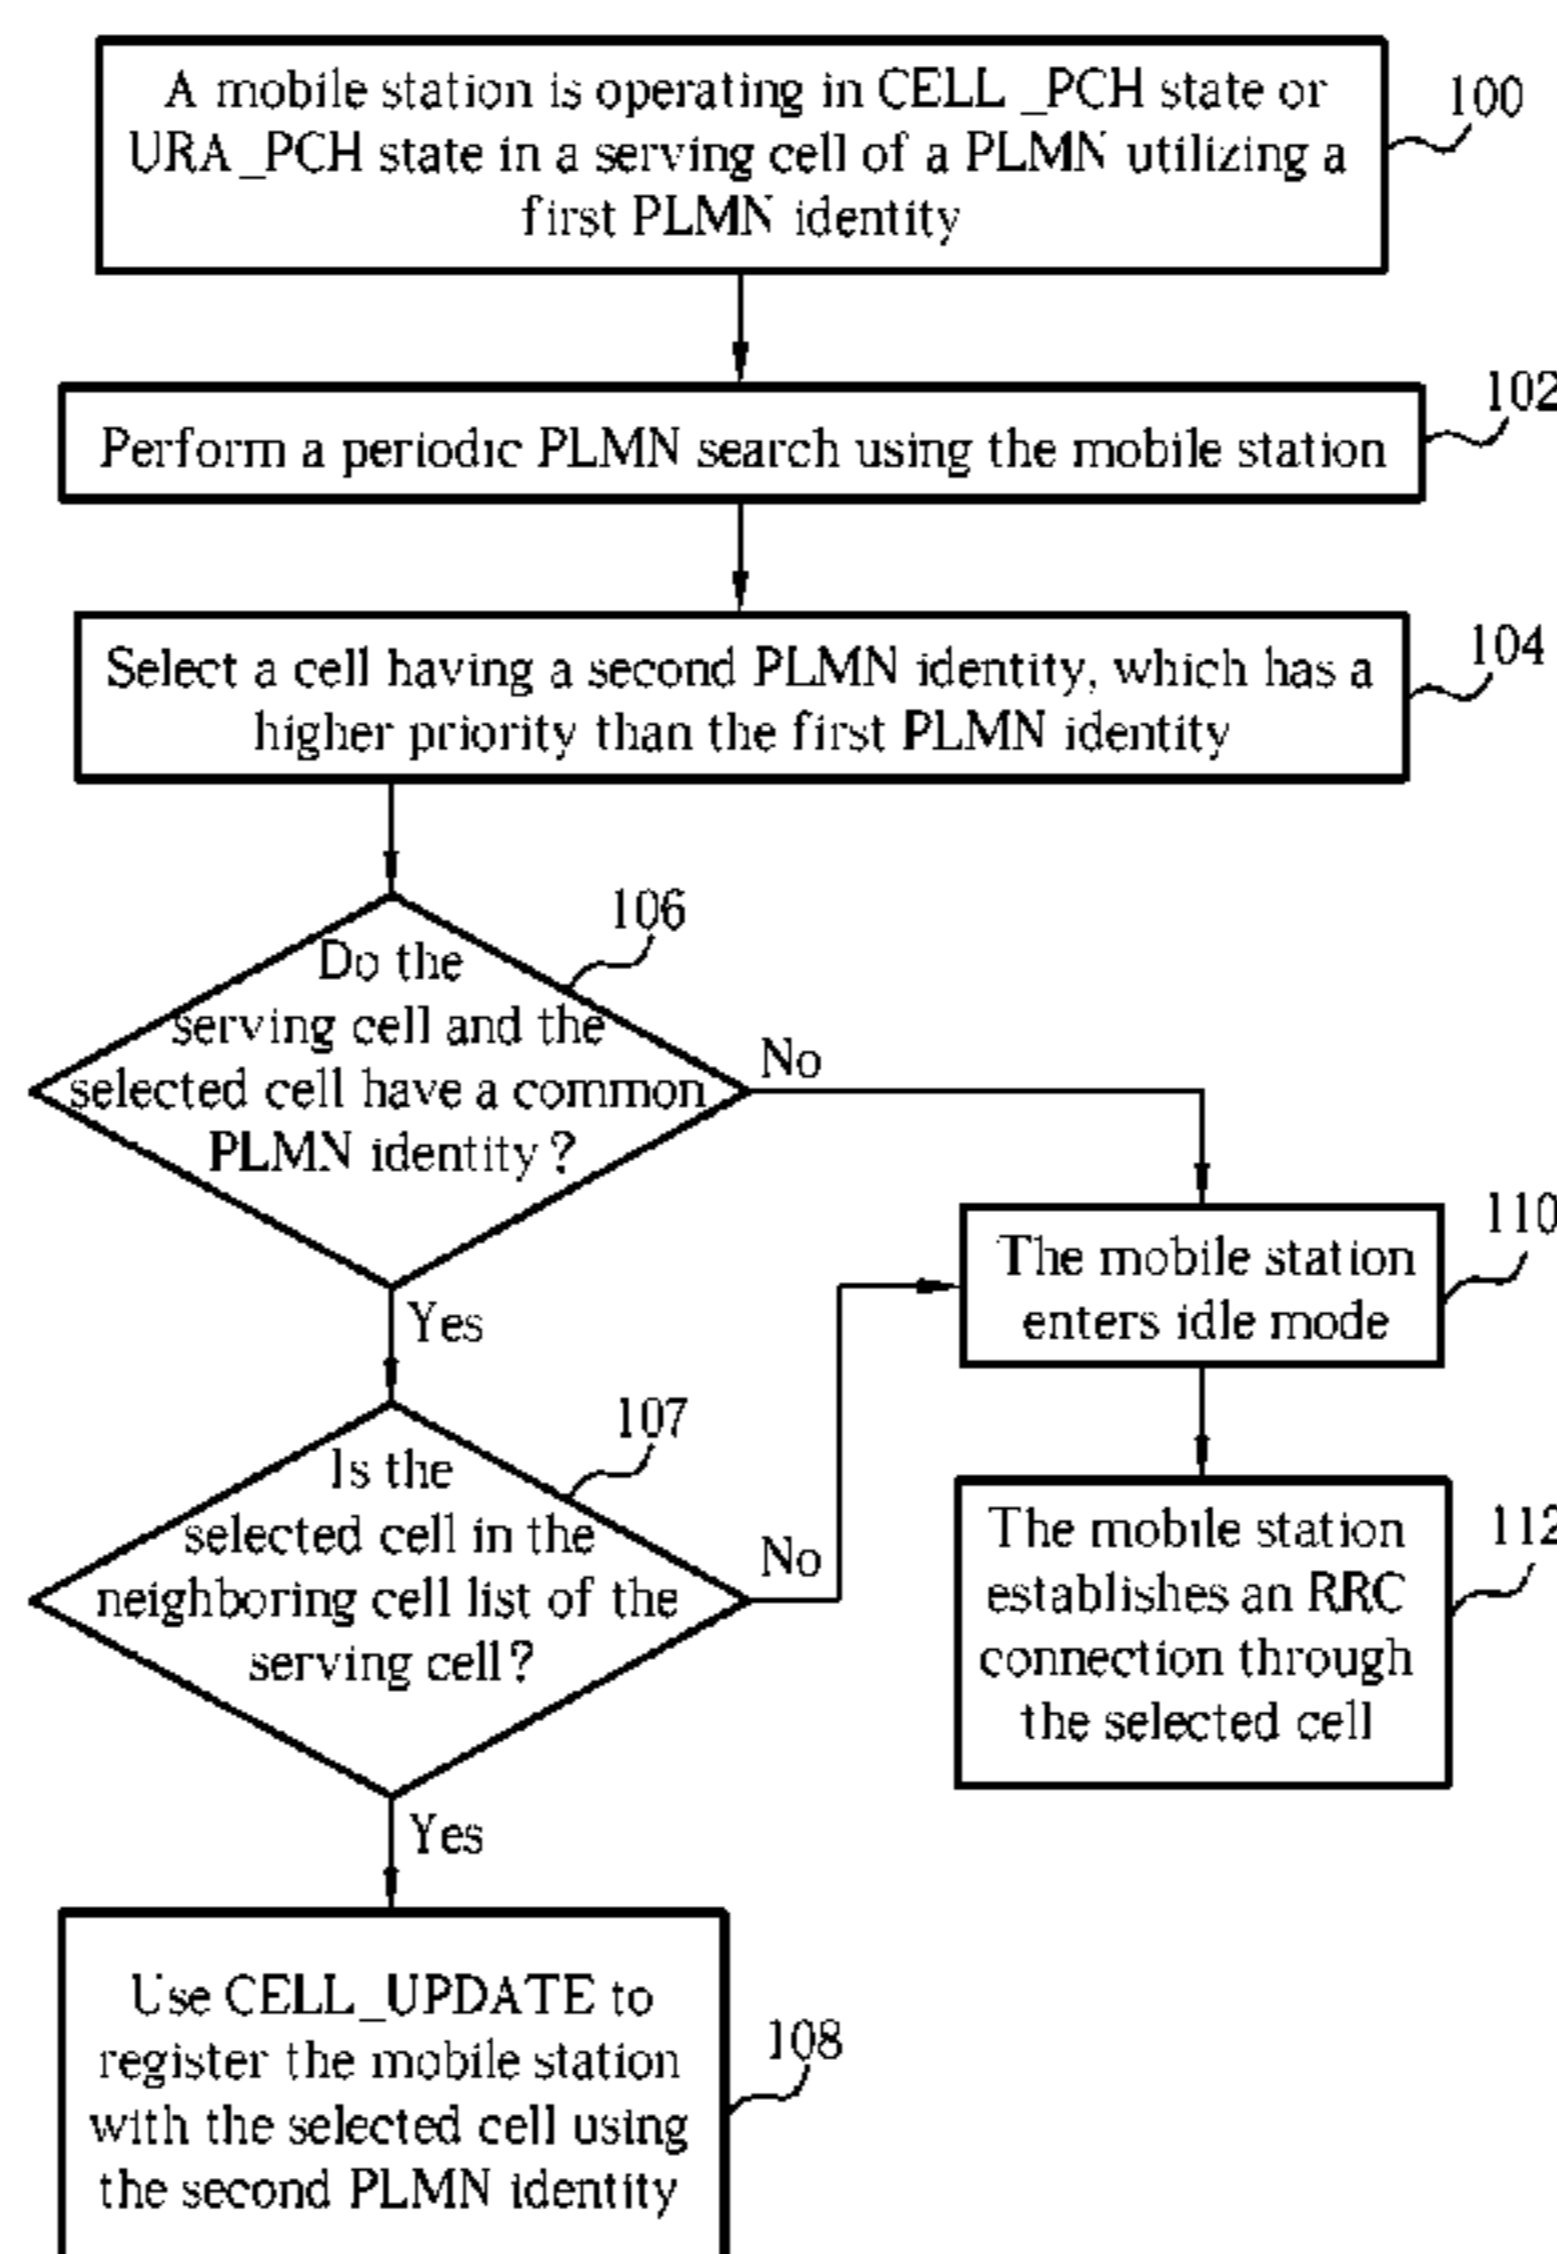 A mobile station is operating in CELL_PCH state or
URA_PCH state in a serving cell of a PLMN utilizing a
first PLMN identity
100
Perform a periodic PLMN search using the mobile station
102
Select a cell having a second PLMN identity, which has a
higher priority than the first PLMN identity
104
106
Do the
serving cell and the
selected cell have a common
PLMN identity?
No
Yes
110
The mobile station
enters idle mode
107
Is the
selected cell in the
neighboring cell list of the
serving cell?
No
Yes
112
The mobile station
establishes an RRC
connection through
the selected cell
Use CELL_UPDATE to
register the mobile station
with the selected cell using
the second PLMN identity
108